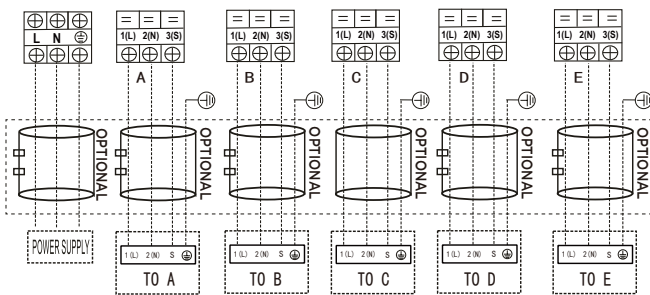 L N
1(L) 2(N) 3(S)
1(L) 2(N) 3(S)
1(L) 2(N) 3(S)
1(L) 2(N) 3(S)
1(L) 2(N) 3(S)
A
B
C
D
E
OPTIONAL
OPTIONAL
OPTIONAL
OPTIONAL
OPTIONAL
OPTIONAL
POWER SUPPLY
1(L) 2(N) S
1(L) 2(N) S
1(L) 2(N) S
1(L) 2(N) S
1(L) 2(N) S
TO A
TO B
TO C
TO D
TO E